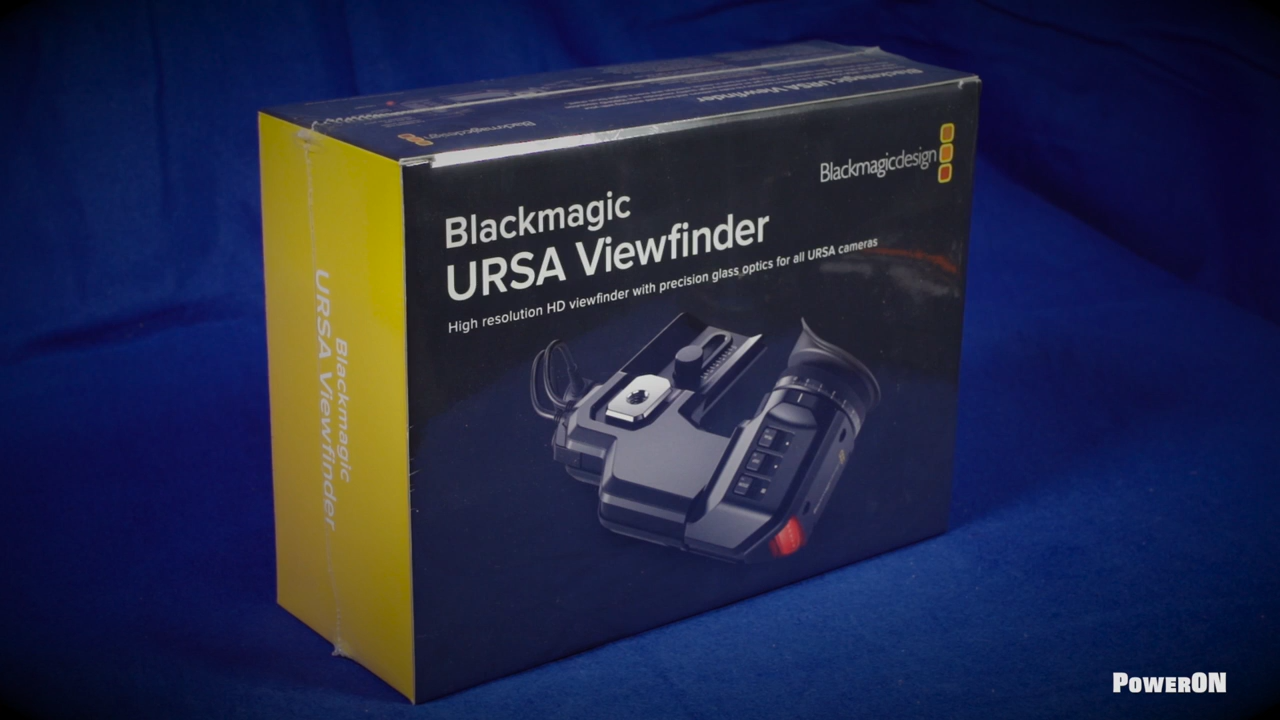 Blackmagic URSA Viewfinder
Blackmagicdesign
Blackmagicdesign
Blackmagic
URSA Viewfinder
High resolution HD viewfinder with precision glass optics for all URSA cameras
Blackmagic
URSA Viewfinder
PowerON